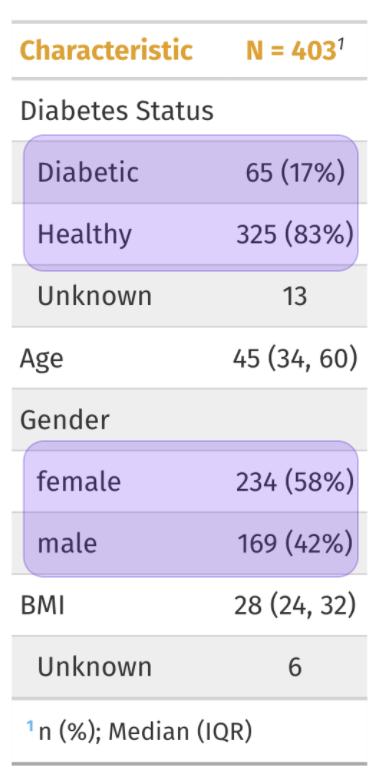 Characteristic N = 403¹
Diabetes Status
Diabetic 65 (17%)
Healthy 325 (83%)
Unknown 13
Age 45 (34, 60)
Gender
female 234 (58%)
male 169 (42%)
BMI 28 (24, 32)
Unknown 6
¹ n (%); Median (IQR)